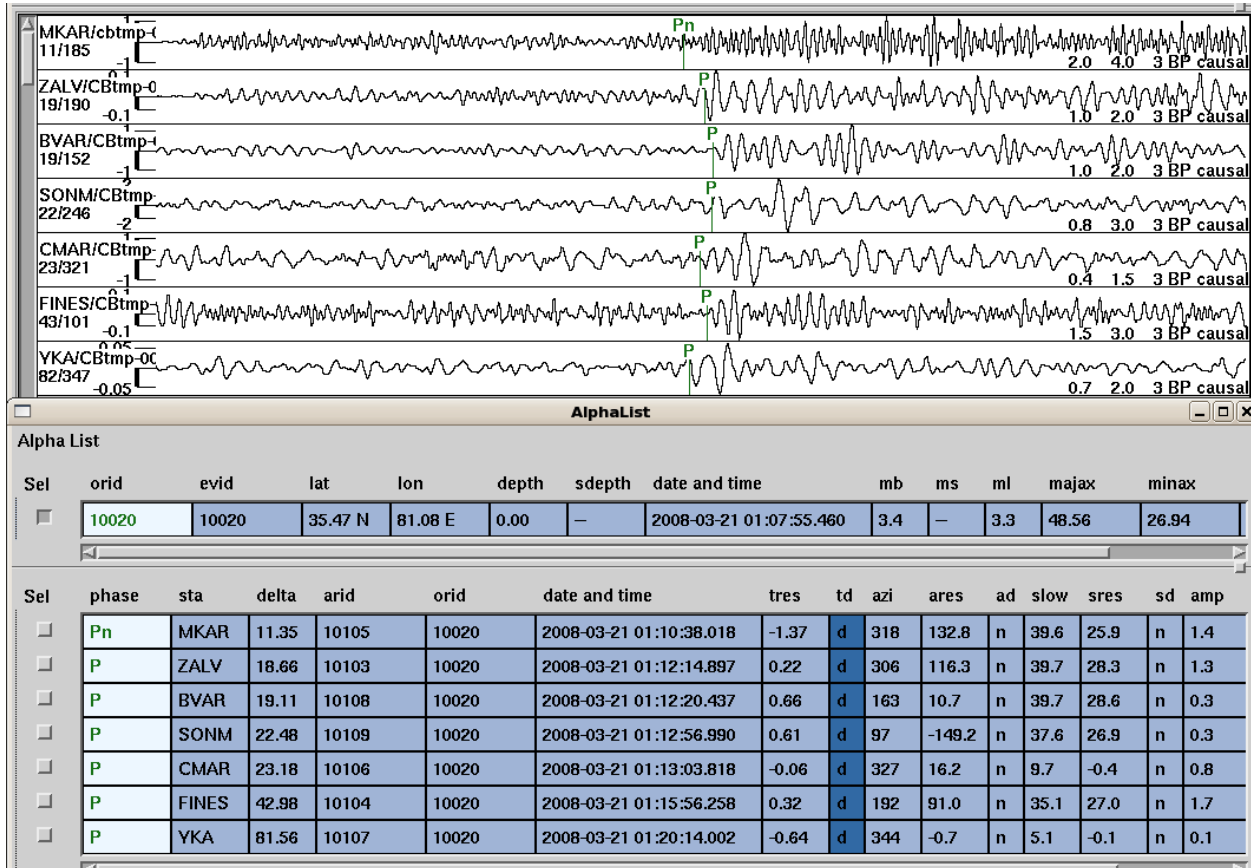 MKAR/cbtmp-( 1 Pn
11/185
-1 2.0 4.0 3 BP causal
ZALV/CBtmp-0 P
19/190
-0.1 1.0 2.0 3 BP causal
BVAR/CBtmp-( 1 P
19/152
-1 1.0 2.0 3 BP causal
SONM/CBtmp- P
22/246
-2 0.8 3.0 3 BP causal
CMAR/CBtmp- 1 P
23/321
-1 0.4 1.5 3 BP causal
FINES/CBtmp- P
43/101
-0.1 1.5 3.0 3 BP causal
YKA/CBtmp-00 P
82/347
-0.05 0.7 2.0 3 BP causal
AlphaList
Alpha List
Sel orid evid lat lon depth sdepth date and time mb ms ml majax minax
10020 10020 35.47 N 81.08 E 0.00 – 2008-03-21 01:07:55.460 3.4 – 3.3 48.56 26.94
Sel phase sta delta arid orid date and time tres td azi ares ad slow sres sd amp
Pn MKAR 11.35 10105 10020 2008-03-21 01:10:38.018 -1.37 d 318 132.8 n 39.6 25.9 n 1.4
P ZALV 18.66 10103 10020 2008-03-21 01:12:14.897 0.22 d 306 116.3 n 39.7 28.3 n 1.3
P BVAR 19.11 10108 10020 2008-03-21 01:12:20.437 0.66 d 163 10.7 n 39.7 28.6 n 0.3
P SONM 22.48 10109 10020 2008-03-21 01:12:56.990 0.61 d 97 -149.2 n 37.6 26.9 n 0.3
P CMAR 23.18 10106 10020 2008-03-21 01:13:03.818 -0.06 d 327 16.2 n 9.7 -0.4 n 0.8
P FINES 42.98 10104 10020 2008-03-21 01:15:56.258 0.32 d 192 91.0 n 35.1 27.0 n 1.7
P YKA 81.56 10107 10020 2008-03-21 01:20:14.002 -0.64 d 344 -0.7 n 5.1 -0.1 n 0.1